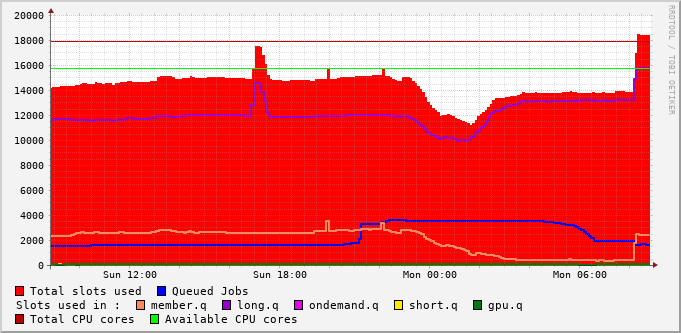 20000
18000
16000
14000
12000
10000
8000
6000
4000
2000
0
Sun 12:00 Sun 18:00 Mon 00:00 Mon 06:00
RRDTOOL / TOBI OETIKER
Total slots used Queued Jobs
Slots used in : member.q long.q ondemand.q short.q gpu.q
Total CPU cores Available CPU cores